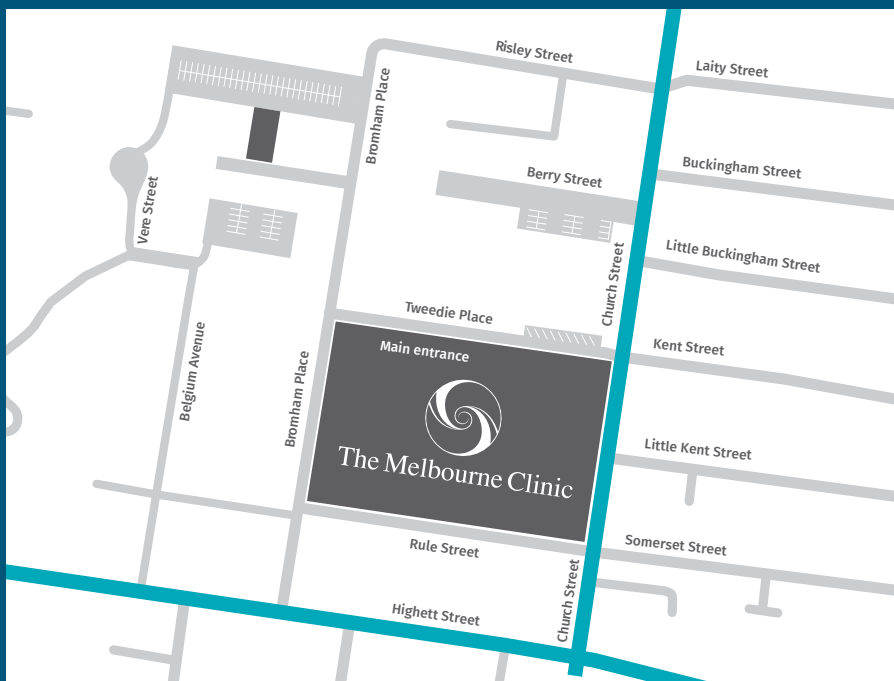 Risley Street
Laity Street
Bromham Place
Buckingham Street
Berry Street
Vere Street
Little Buckingham Street
Church Street
Tweedie Place
Kent Street
Main entrance
Belgium Avenue
Bromham Place
The Melbourne Clinic
Little Kent Street
Rule Street
Somerset Street
Church Street
Highett Street